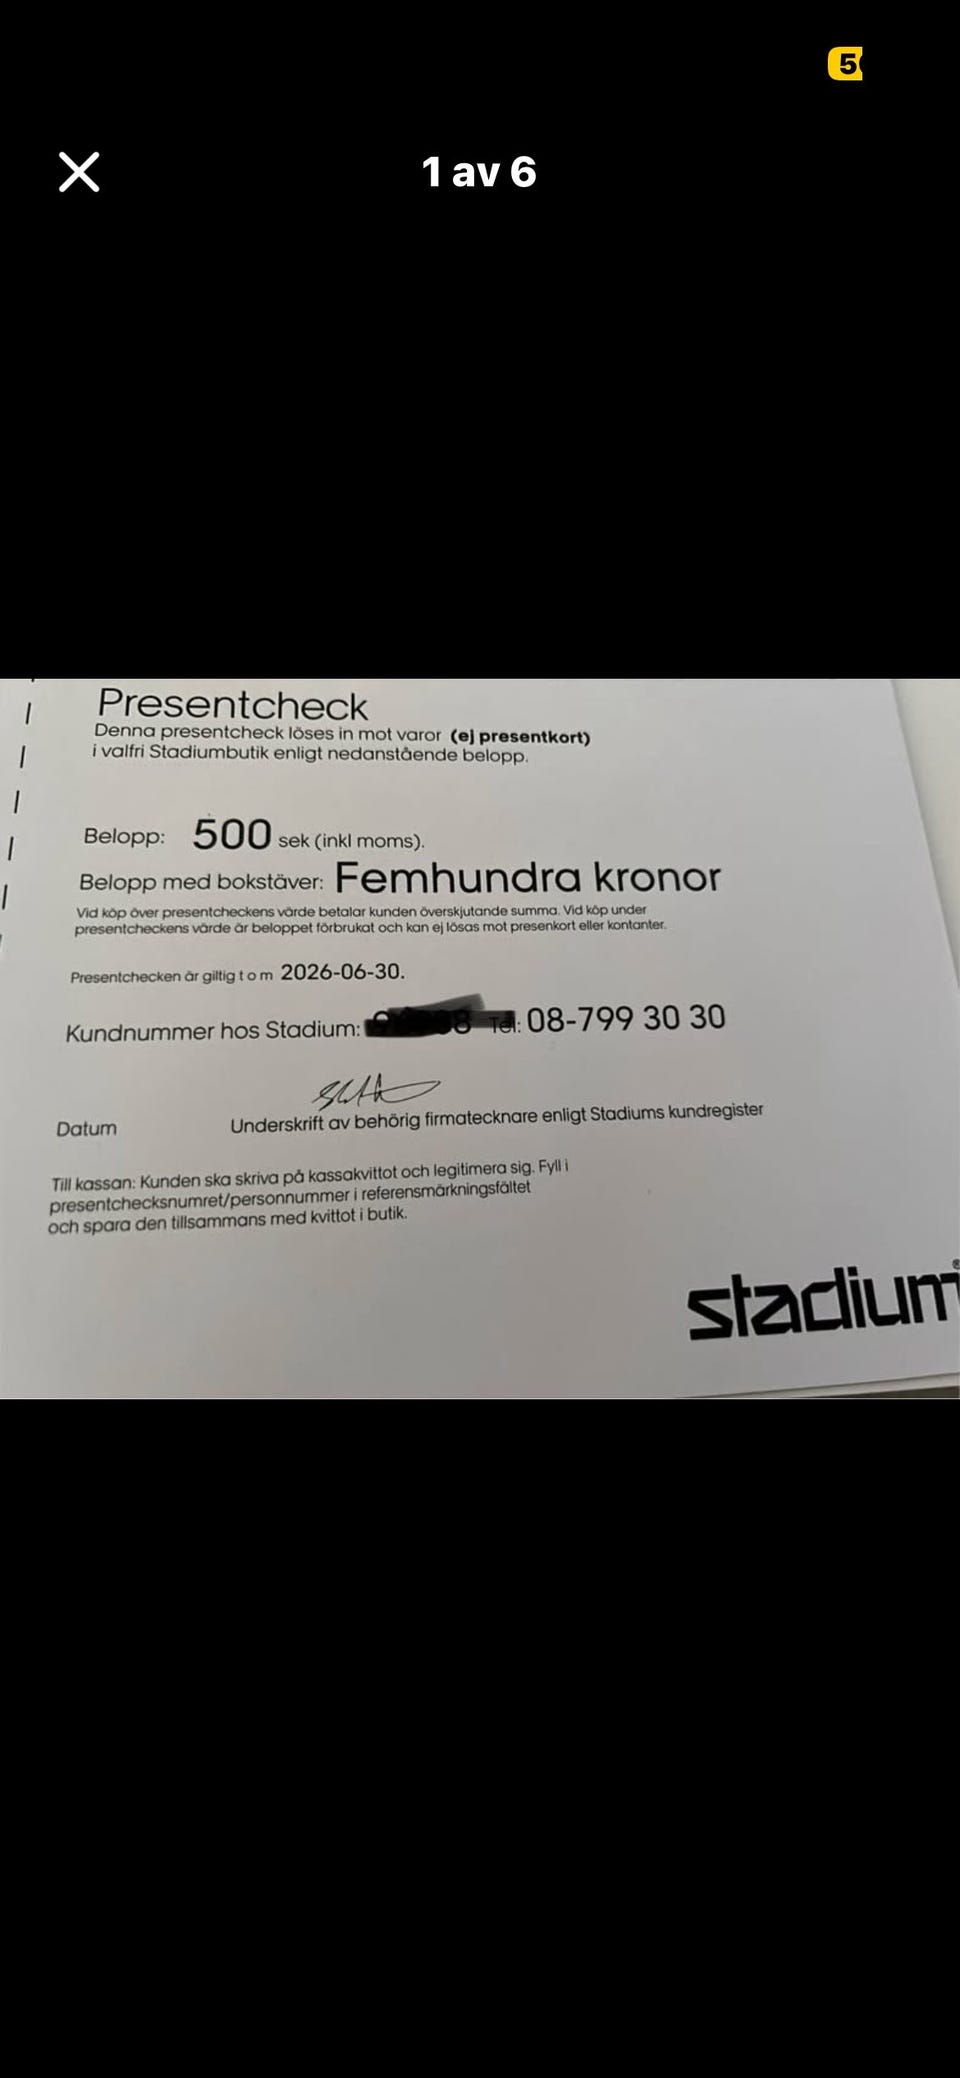 5
1 av 6
Presentcheck
Denna presentcheck löses in mot varor (ej presentkort)
i valfri Stadiumbutik enligt nedanstående belopp.
Belopp: 500 sek (inkl moms).
Belopp med bokstäver: Femhundra kronor
Vid köp över presentcheckens värde betalar kunden överskjutande summa. Vid köp under
presentcheckens värde är beloppet förbrukat och kan ej lösas mot presenkort eller kontanter.
Presentchecken är giltig t o m 2026-06-30.
Kundnummer hos Stadium: Tel: 08-799 30 30
Datum
Underskrift av behörig firmatecknare enligt Stadiums kundregister
Till kassan: Kunden ska skriva på kassakvittot och legitimera sig. Fyll i
presentchecksnumret/personnummer i referensmärkningsfältet
och spara den tillsammans med kvittot i butik.
stadium